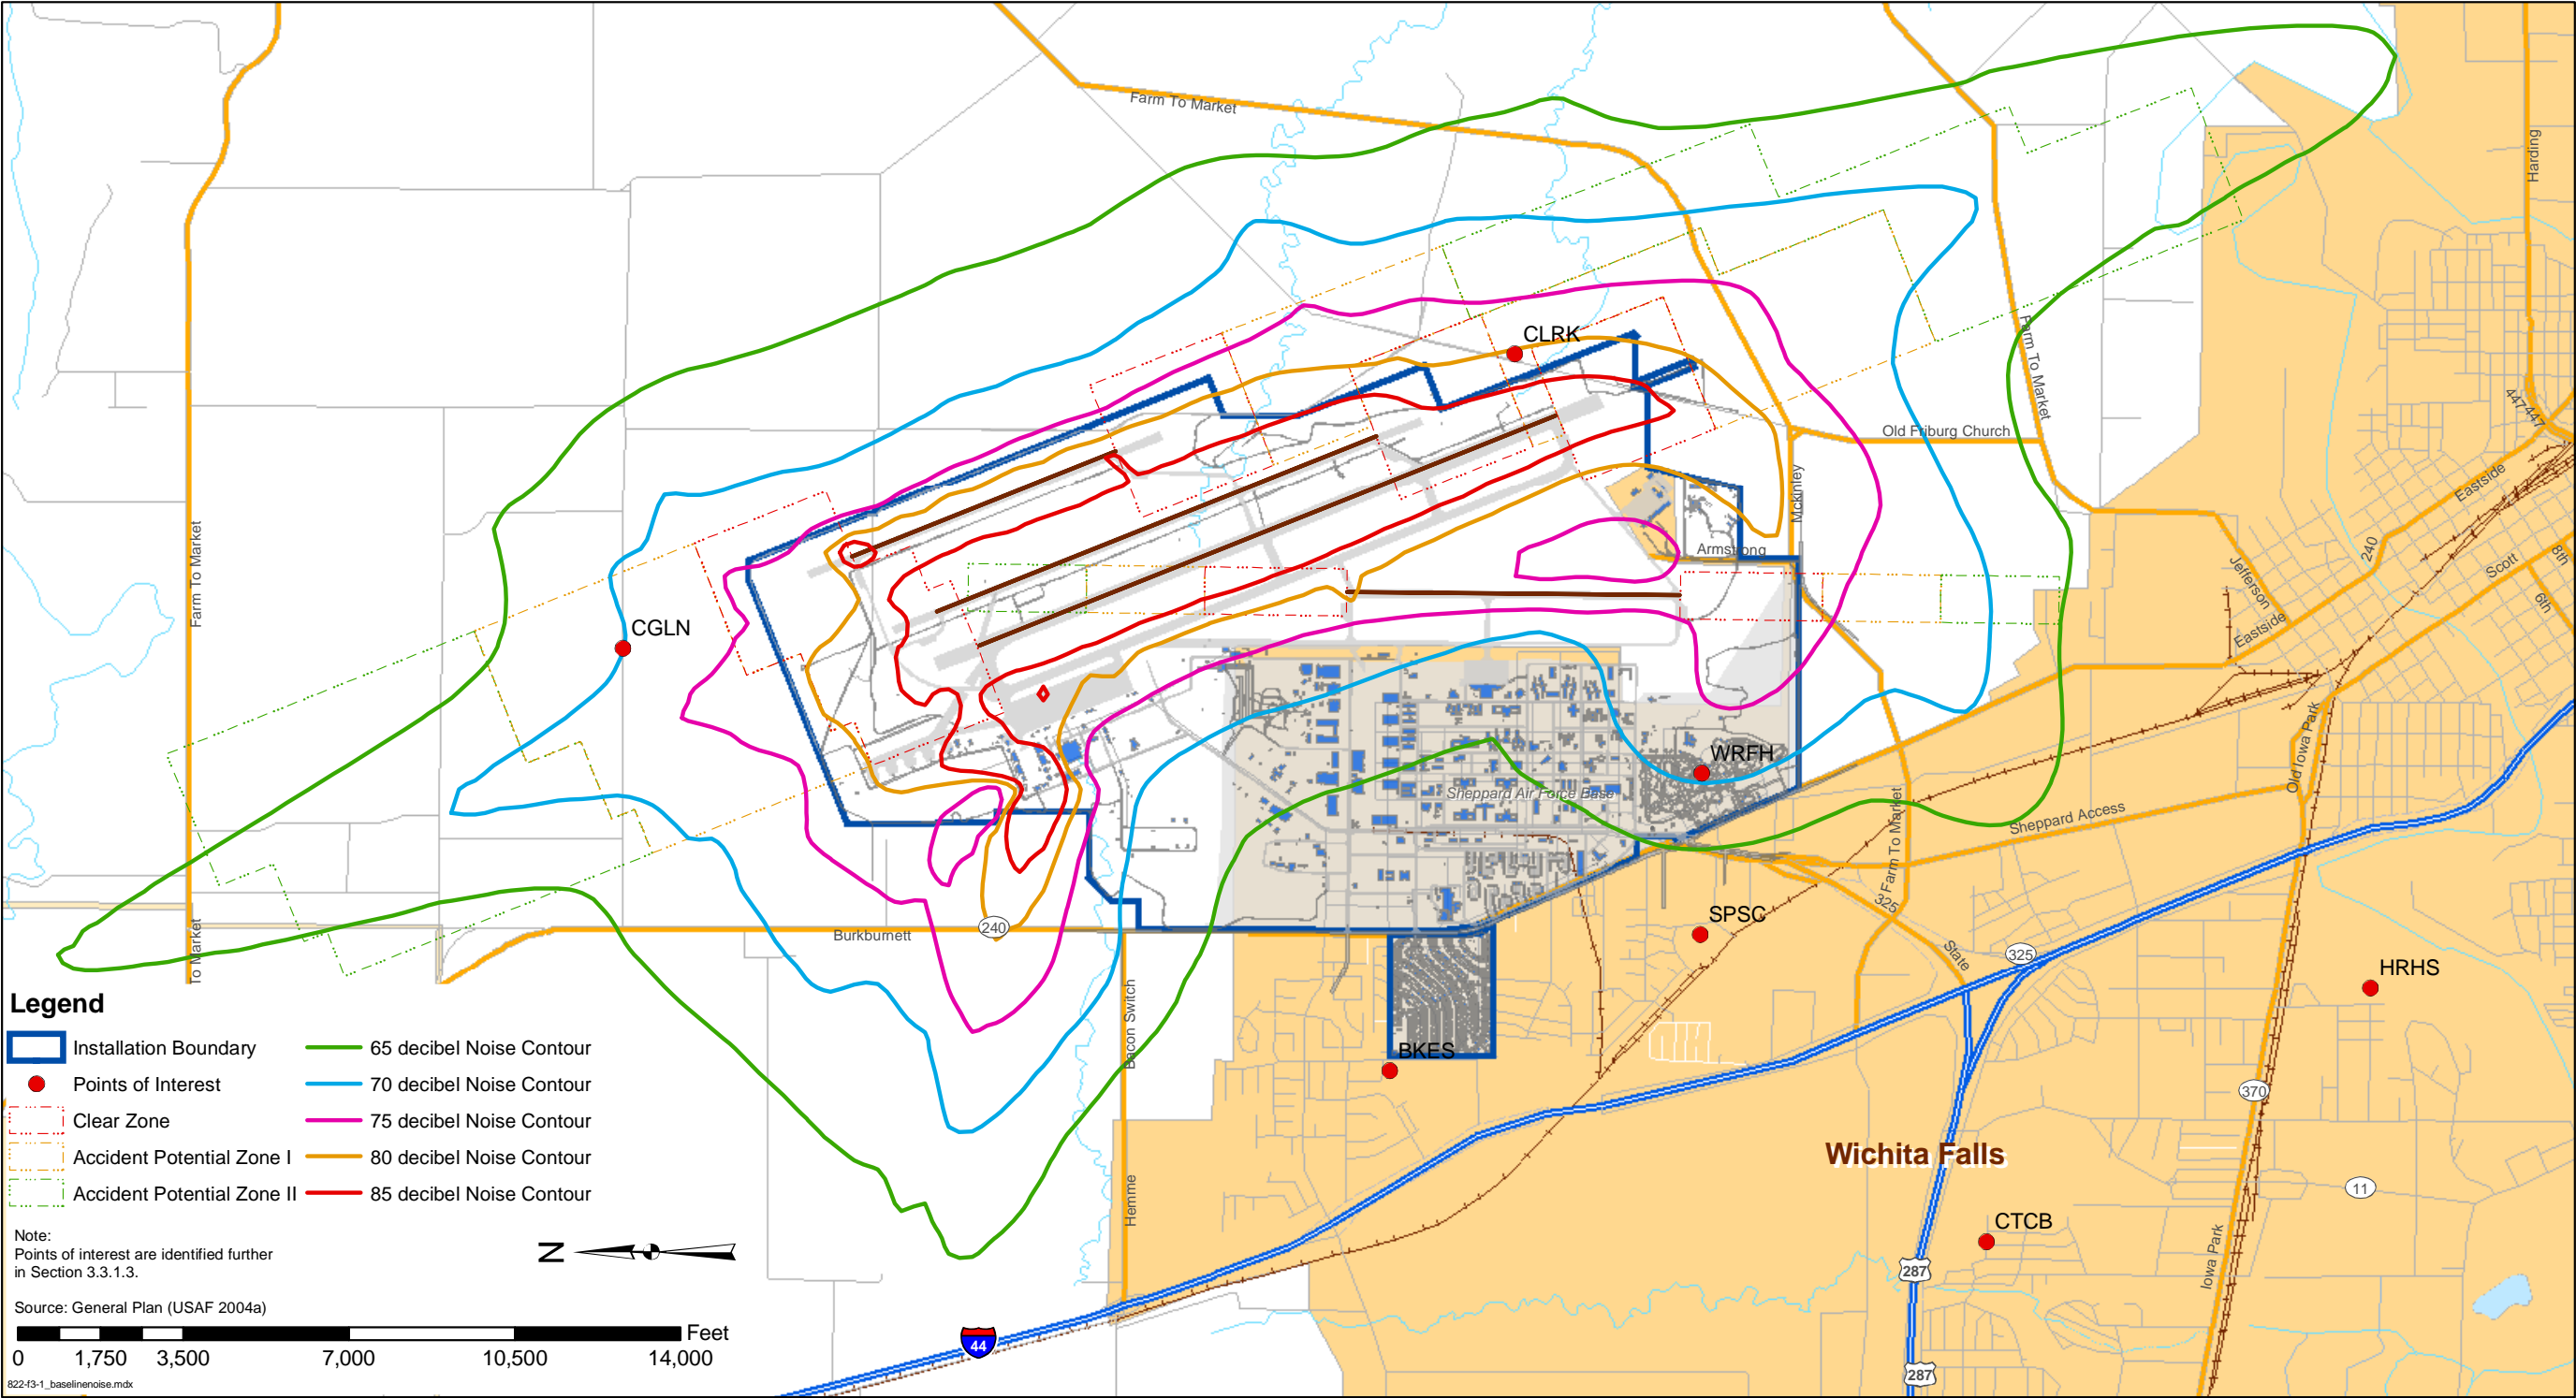 Farm To Market
Harding
CLRK
Farm To Market
447447
Old Friburg Church
Eastside
Mckinley
240
8th
Scott
Armstrong
Jefferson
6th
Farm To Market
CGLN
Eastside
Old Iowa Park
WRFH
Sheppard Air Force Base
Farm To Market
Sheppard Access
325
SPSC
240
Burkburnett
To Market
State
325
HRHS
Bacon Switch
BKES
370
Wichita Falls
11
Hemme
CTCB
Iowa Park
287
287
44
Legend
Installation Boundary
Points of Interest
Clear Zone
Accident Potential Zone I
Accident Potential Zone II
65 decibel Noise Contour
70 decibel Noise Contour
75 decibel Noise Contour
80 decibel Noise Contour
85 decibel Noise Contour
Note:
Points of interest are identified further
in Section 3.3.1.3.
N
Source: General Plan (USAF 2004a)
Feet
0 1,750 3,500 7,000 10,500 14,000
822-f3-1_baselinenoise.mdx